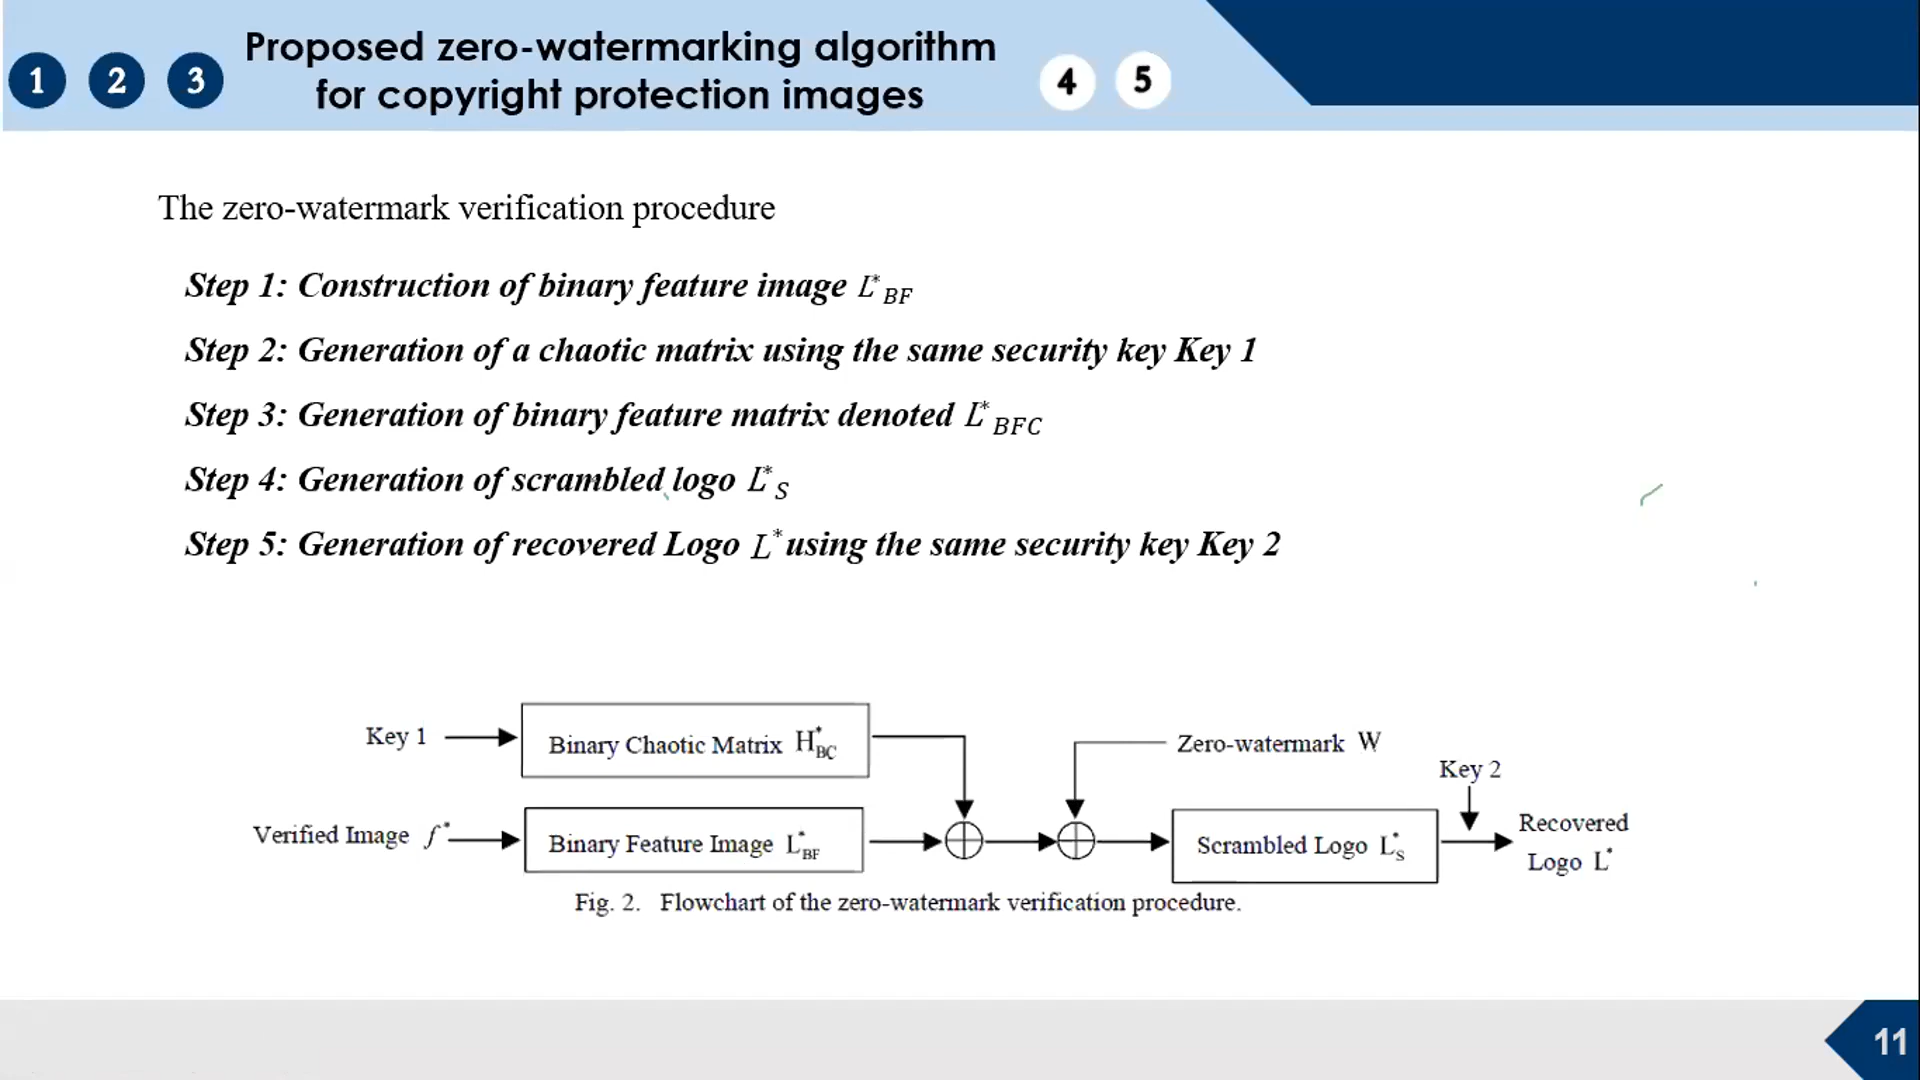 1 2 3 Proposed zero-watermarking algorithm
for copyright protection images 4 5
The zero-watermark verification procedure
Step 1: Construction of binary feature image L*BF
Step 2: Generation of a chaotic matrix using the same security key Key 1
Step 3: Generation of binary feature matrix denoted L*BFC
Step 4: Generation of scrambled logo L*S
Step 5: Generation of recovered Logo L* using the same security key Key 2
Key 1
Binary Chaotic Matrix H*BC
Zero-watermark W
Key 2
Verified Image f*
Binary Feature Image L*BF
Scrambled Logo L*S
Recovered
Logo L*
Fig. 2. Flowchart of the zero-watermark verification procedure.
11